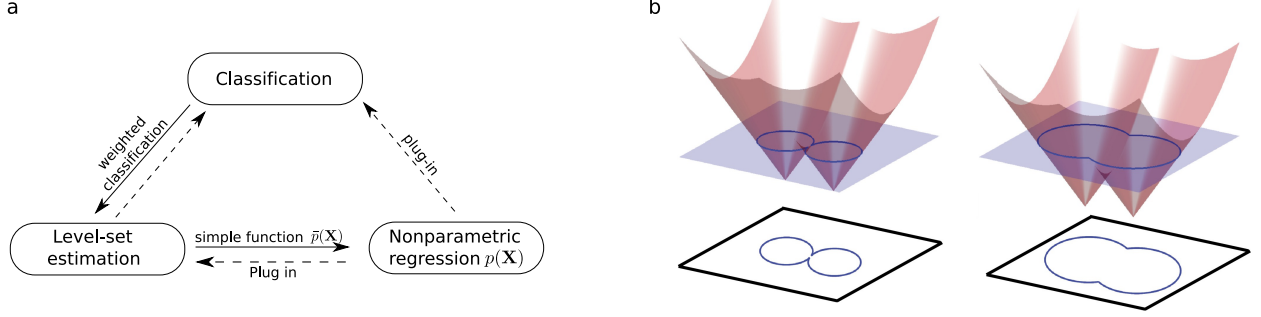 a
Classification
weighted
classification
plug-in
Level-set
estimation
simple function p̄(X)
Plug in
Nonparametric
regression p(X)
b